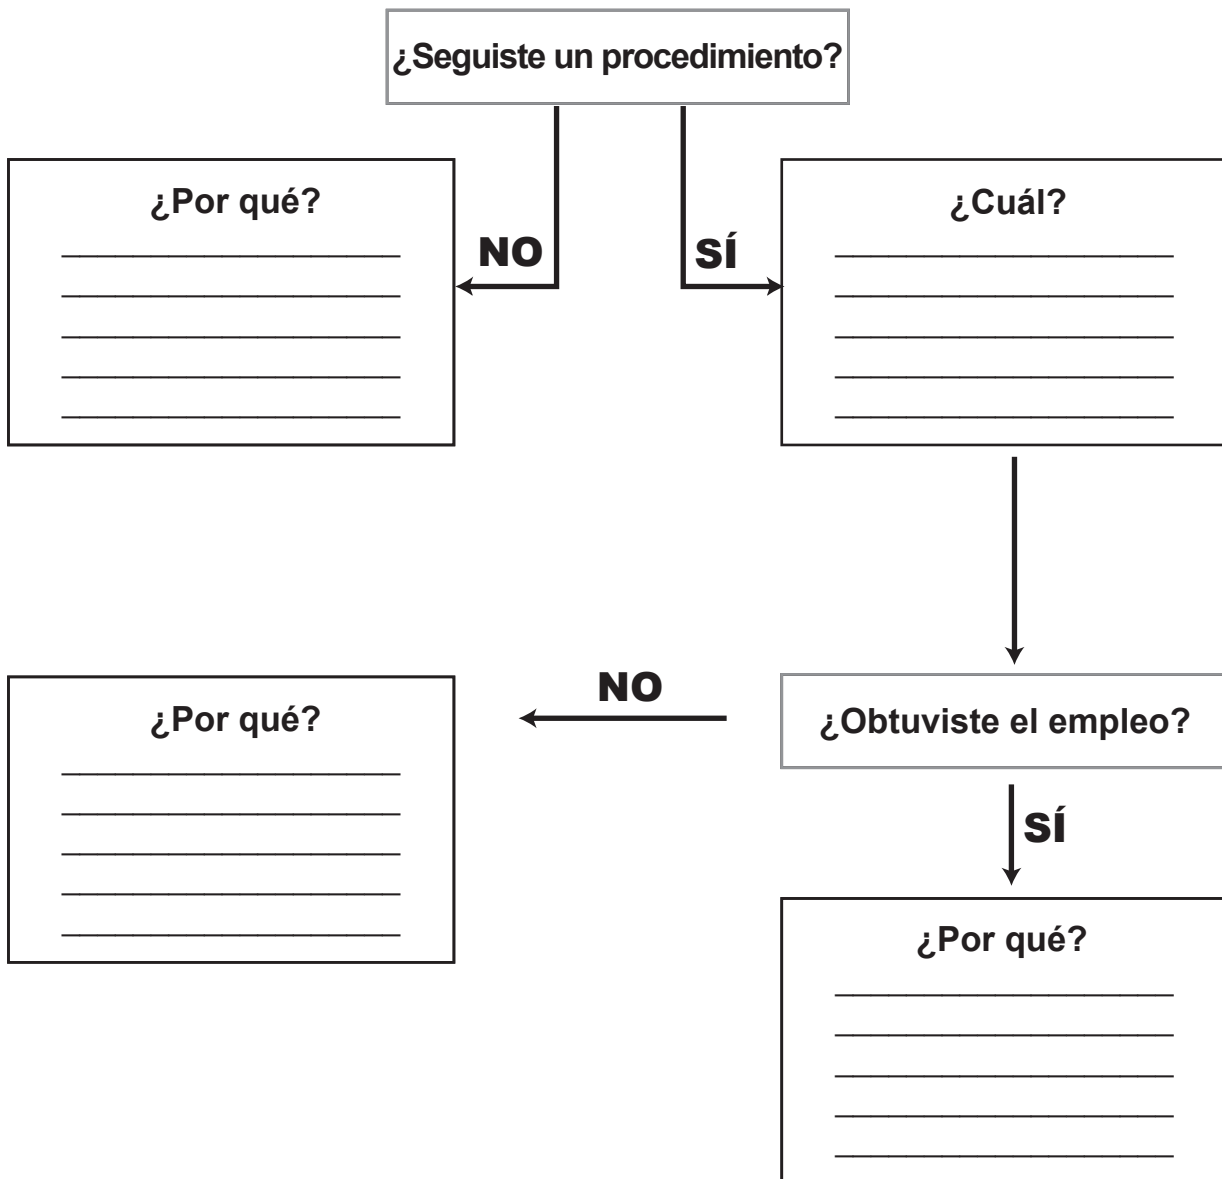 ¿Seguiste un procedimiento?
¿Por qué?
NO
SÍ
¿Cuál?
¿Por qué?
NO
¿Obtuviste el empleo?
SÍ
¿Por qué?